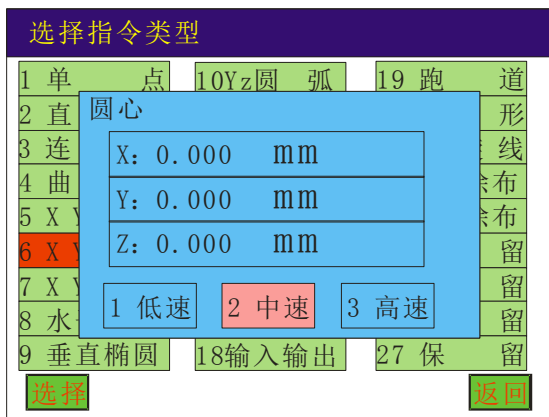 选择指令类型
1 单 点 10Yz圆 弧 19 跑 道
2 直 形
3 连 线
4 曲 布
5 X Y 布
6 X Y 留
7 X Y 留
8 水 留
9 垂直椭圆 18输入输出 27 保 留
圆心
X: 0.000 mm
Y: 0.000 mm
Z: 0.000 mm
1 低速 2 中速 3 高速
选择 返回